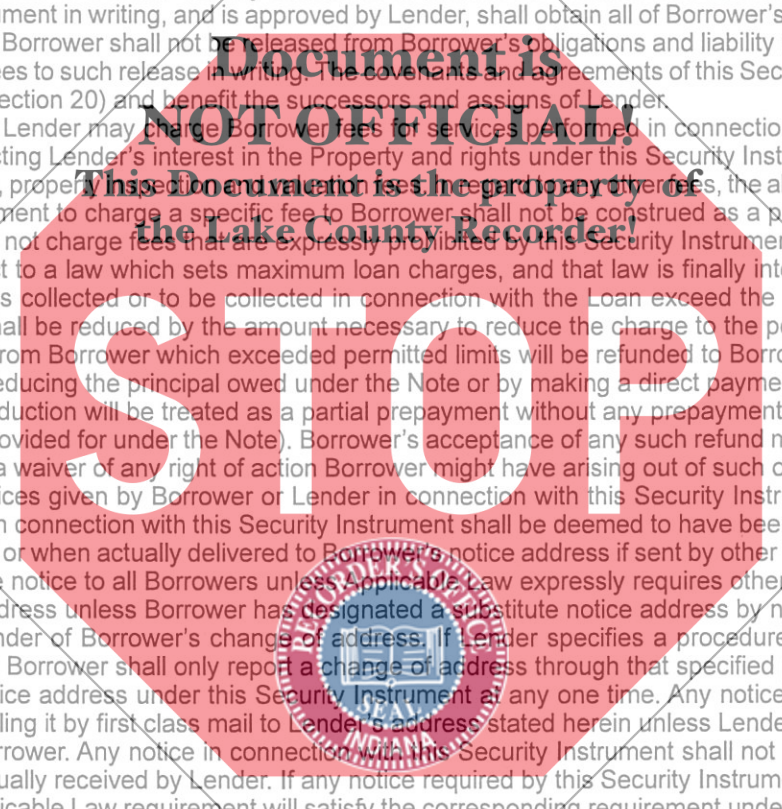 ment in writing, and is approved by Lender, shall obtain all of Borrower's
Borrower shall not be released from Borrower's obligations and liability
Document is
ees to such release in writing. The covenants and agreements of this Sec
ection 20) and benefit the successors and assigns of Lender.
NOT OFFICIAL!
Lender may charge Borrower fees for services performed in connectio
ting Lender's interest in the Property and rights under this Security Inst
This Document is the property of
, property inspection and valuation fees. In regard to any other fees, the a
ment to charge a specific fee to Borrower shall not be construed as a p
the Lake County Recorder!
not charge fees that are expressly prohibited by this Security Instrumen
t to a law which sets maximum loan charges, and that law is finally int
s collected or to be collected in connection with the Loan exceed the
all be reduced by the amount necessary to reduce the charge to the p
rom Borrower which exceeded permitted limits will be refunded to Borr
educing the principal owed under the Note or by making a direct payme
STOP
duction will be treated as a partial prepayment without any prepayment
ovided for under the Note). Borrower's acceptance of any such refund m
a waiver of any right of action Borrower might have arising out of such o
ices given by Borrower or Lender in connection with this Security Instr
n connection with this Security Instrument shall be deemed to have bee
or when actually delivered to Borrower's notice address if sent by other
e notice to all Borrowers unless Applicable Law expressly requires other
RECORDER'S OFFICE
dress unless Borrower has designated a substitute notice address by n
nder of Borrower's change of address. If Lender specifies a procedure
Borrower shall only report a change of address through that specified
ice address under this Security Instrument at any one time. Any notice
SEAL
ling it by first class mail to Lender's address stated herein unless Lende
INDIANA
rrower. Any notice in connection with this Security Instrument shall not
ually received by Lender. If any notice required by this Security Instrum
icable Law requirement will satisfy the corresponding requirement unde